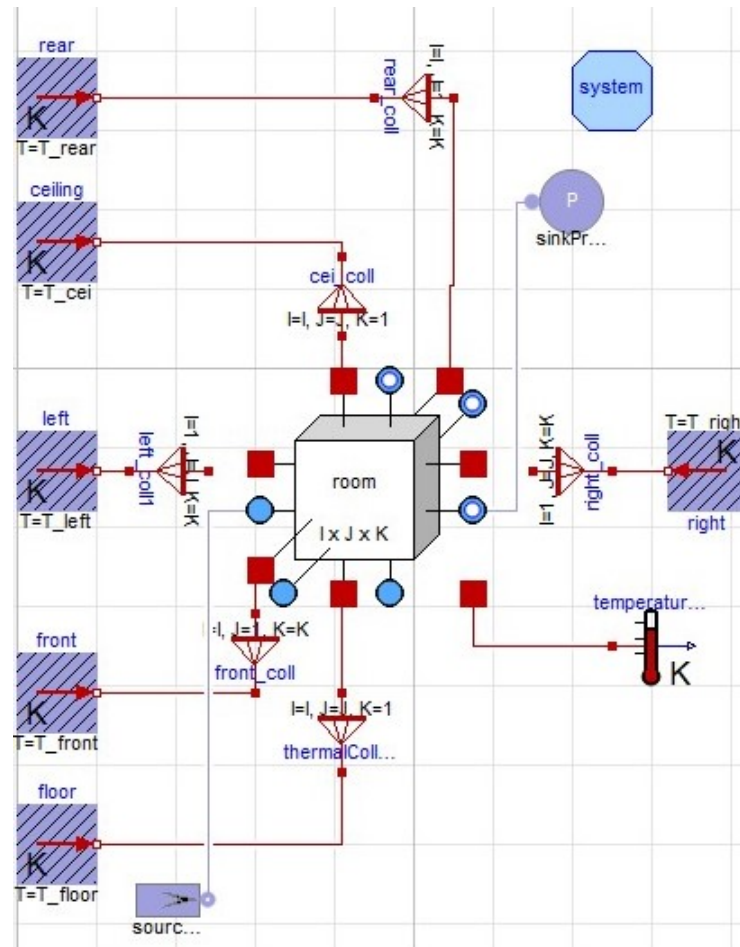 rear
K
T=T_rear
rear_coll
I=I, J=1, K=K
system
ceiling
K
T=T_cei
P
sinkPr...
cei_coll
I=I, J=J, K=1
left
K
T=T_left
left_coll1
room
I x J x K
right_coll
T=T_righ
K
right
front
K
T=T_front
I=I, J=1, K=K
front_coll
temperatur...
K
I=I, J=J, K=1
thermalColl...
floor
K
T=T_floor
sourc...